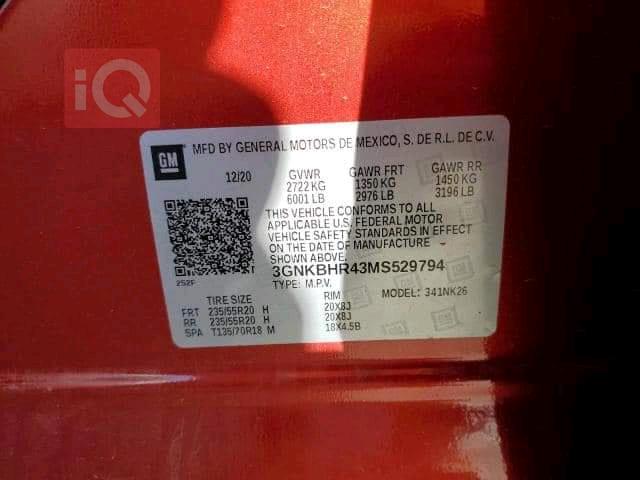 iQ
GM
MFD BY GENERAL MOTORS DE MEXICO, S. DE R.L. DE C.V.
12/20 GVWR GAWR FRT GAWR RR
2722 KG 1350 KG 1450 KG
6001 LB 2976 LB 3196 LB
THIS VEHICLE CONFORMS TO ALL
APPLICABLE U.S. FEDERAL MOTOR
VEHICLE SAFETY STANDARDS IN EFFECT
ON THE DATE OF MANUFACTURE
SHOWN ABOVE.
3GNKBHR43MS529794
2S2F TYPE: M.P.V. MODEL: 341NK26
TIRE SIZE RIM
FRT 235/55R20 H 20X8J
RR 235/55R20 H 20X8J
SPA T135/70R18 M 18X4.5B